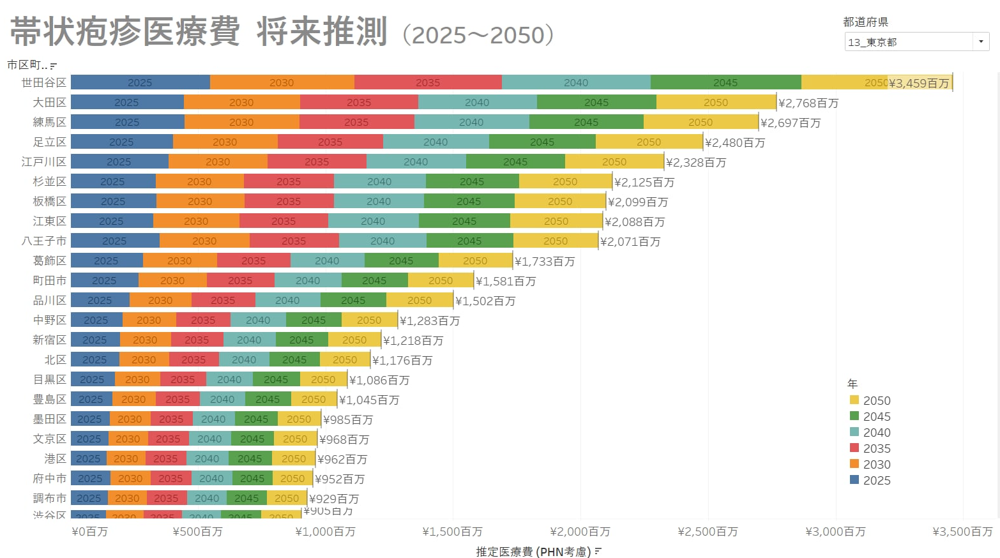 帯状疱疹医療費 将来推測（2025～2050）
都道府県
13_東京都
市区町..
世田谷区 2025 2030 2035 2040 2045 2050 ¥3,459百万
大田区 2025 2030 2035 2040 2045 2050 ¥2,768百万
練馬区 2025 2030 2035 2040 2045 2050 ¥2,697百万
足立区 2025 2030 2035 2040 2045 2050 ¥2,480百万
江戸川区 2025 2030 2035 2040 2045 2050 ¥2,328百万
杉並区 2025 2030 2035 2040 2045 2050 ¥2,125百万
板橋区 2025 2030 2035 2040 2045 2050 ¥2,099百万
江東区 2025 2030 2035 2040 2045 2050 ¥2,088百万
八王子市 2025 2030 2035 2040 2045 2050 ¥2,071百万
葛飾区 2025 2030 2035 2040 2045 2050 ¥1,733百万
町田市 2025 2030 2035 2040 2045 2050 ¥1,581百万
品川区 2025 2030 2035 2040 2045 2050 ¥1,502百万
中野区 2025 2030 2035 2040 2045 2050 ¥1,283百万
新宿区 2025 2030 2035 2040 2045 2050 ¥1,218百万
北区 2025 2030 2035 2040 2045 2050 ¥1,176百万
目黒区 2025 2030 2035 2040 2045 2050 ¥1,086百万
豊島区 2025 2030 2035 2040 2045 2050 ¥1,045百万
墨田区 2025 2030 2035 2040 2045 2050 ¥985百万
文京区 2025 2030 2035 2040 2045 2050 ¥968百万
港区 2025 2030 2035 2040 2045 2050 ¥962百万
府中市 2025 2030 2035 2040 2045 2050 ¥952百万
調布市 2025 2030 2035 2040 2045 2050 ¥929百万
渋谷区 2025 2030 2035 2040 2045 2050 ¥905百万
年
2050
2045
2040
2035
2030
2025
¥0百万 ¥500百万 ¥1,000百万 ¥1,500百万 ¥2,000百万 ¥2,500百万 ¥3,000百万 ¥3,500百万
推定医療費 (PHN考慮)